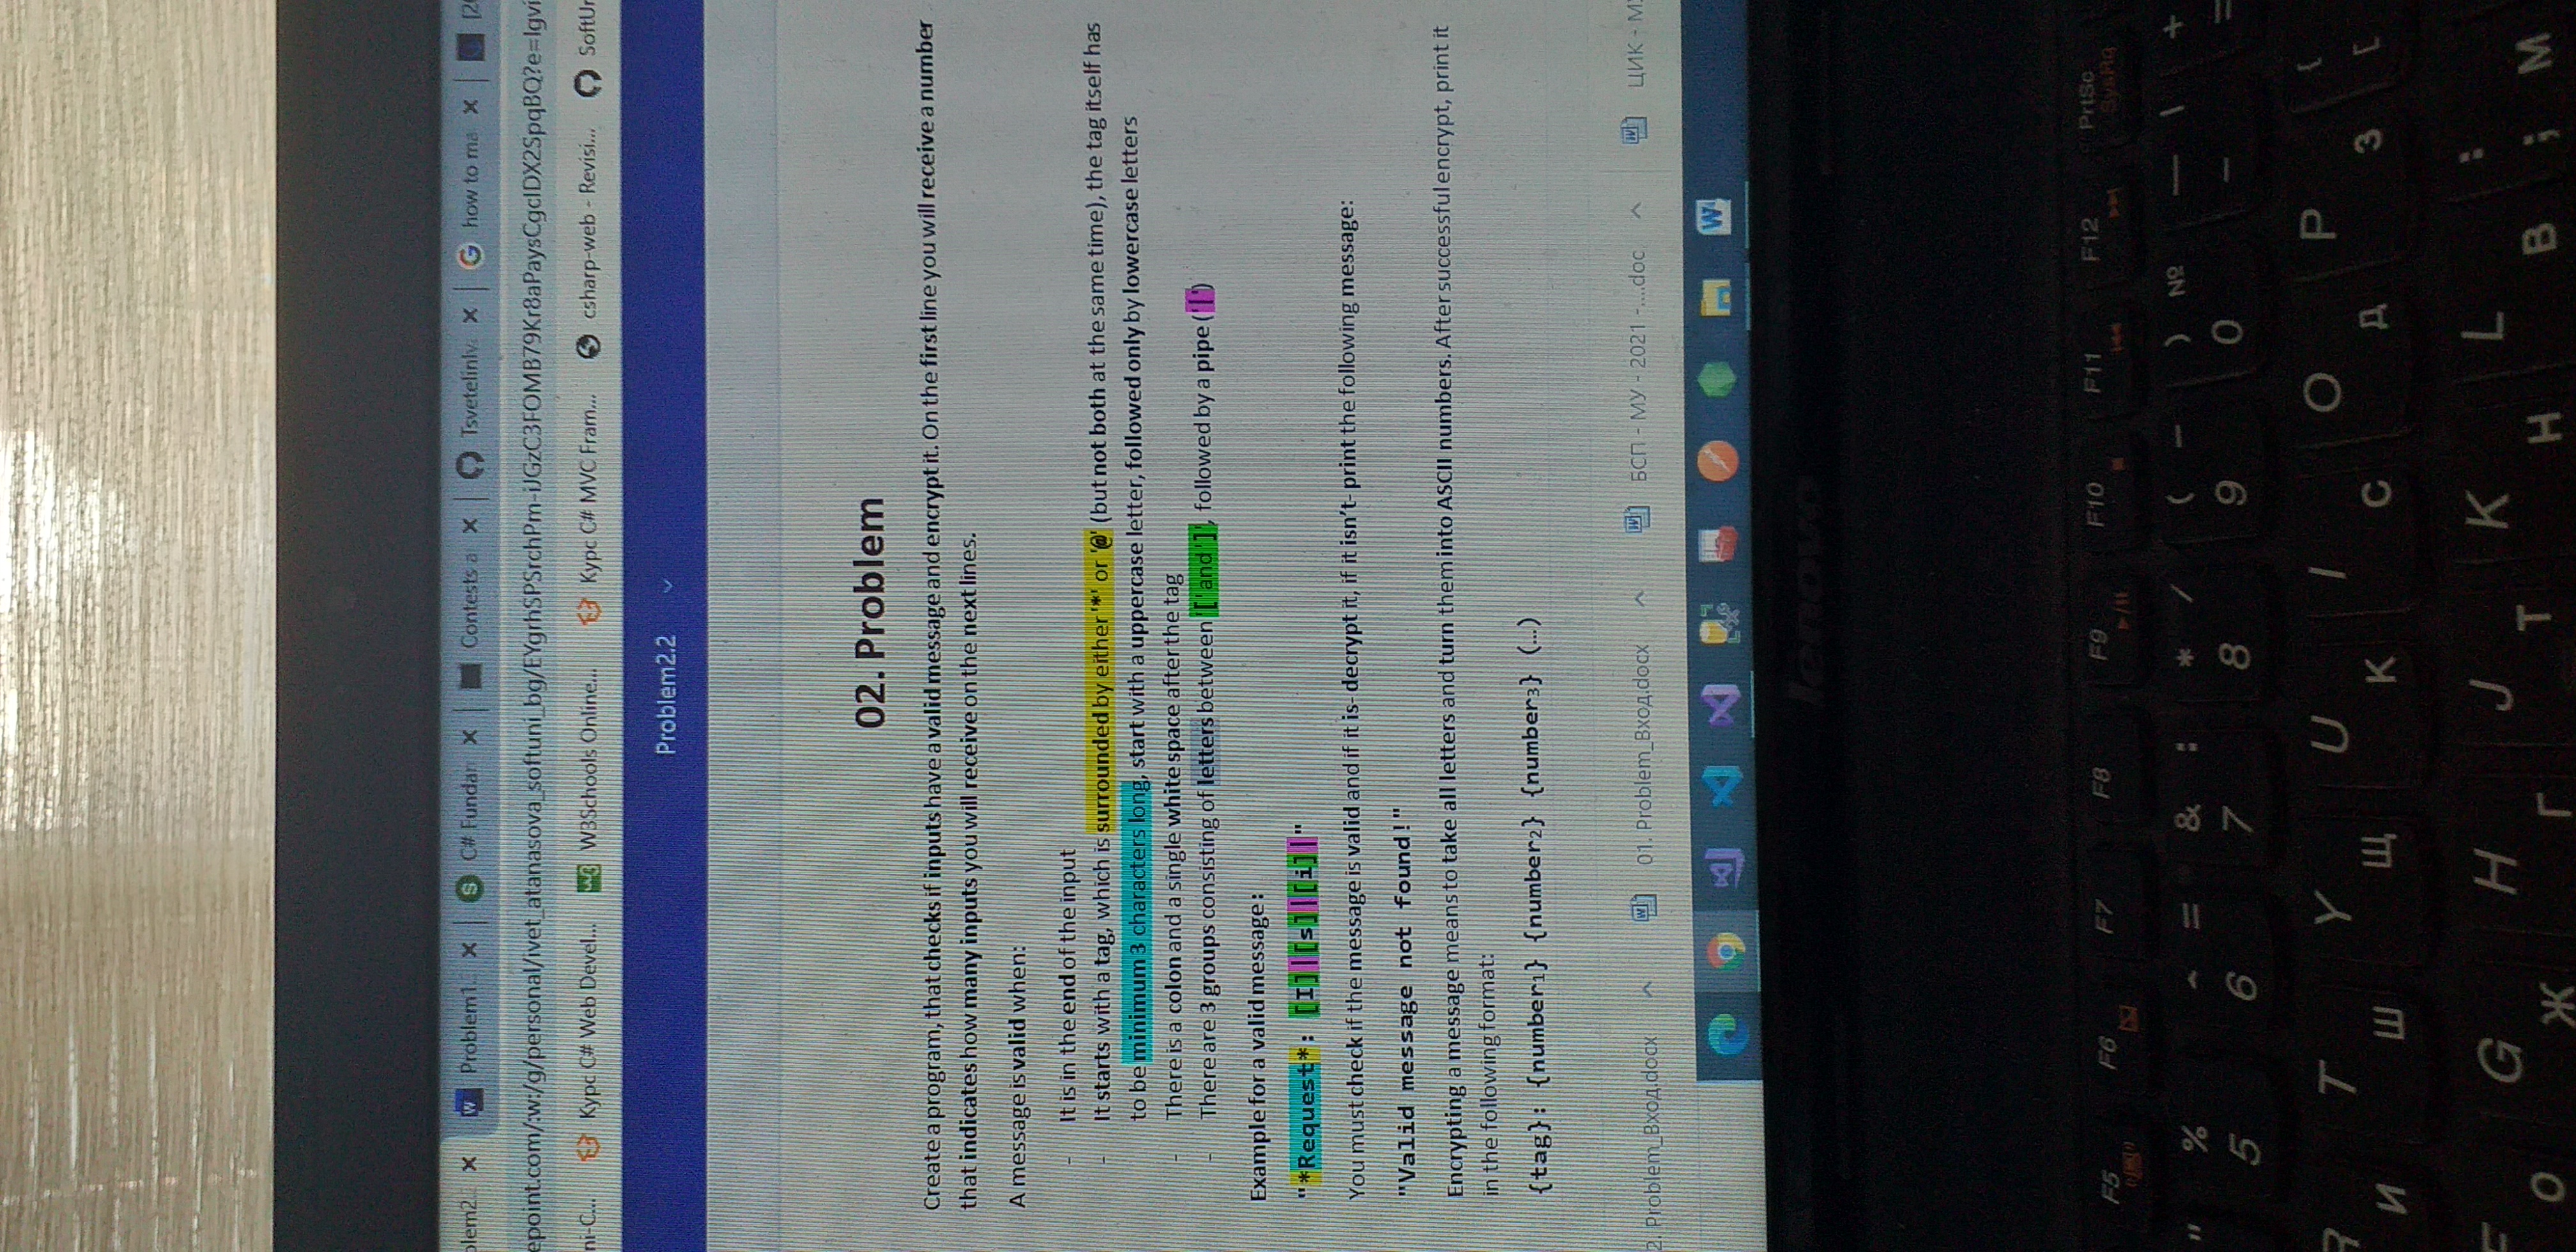 Problem1. C# Fundar Contests a Tsvetelinlv how to ma
epoint.com/:w:/g/personal/ivet_atanasova_softuni_bg/
ni-C... Курс C# Web Devel... W3Schools Online... Курс C# MVC Fram... csharp-web - Revisi... SoftUr
Problem2.2
02. Problem
Create a program, that checks if inputs have a valid message and encrypt it. On the first line you will receive a number
that indicates how many inputs you will receive on the next lines.
A message is valid when:
- It is in the end of the input
- It starts with a tag, which is surrounded by either '*' or '@' (but not both at the same time), the tag itself has
to be minimum 3 characters long, start with a uppercase letter, followed only by lowercase letters
- There is a colon and a single white space after the tag
- There are 3 groups consisting of letters between '[' and ']', followed by a pipe ('|')
Example for a valid message:
"*Request*: [I]|[s]|[i]|"
You must check if the message is valid and if it is- decrypt it, if it isn't- print the following message:
"Valid message not found!"
Encrypting a message means to take all letters and turn them into ASCII numbers. After successful encrypt, print it
in the following format:
{tag}: {number₁} {number₂} {number₃} (…)
2. Problem_Вход.docx 01. Problem_Вход.docx БСП - МУ - 2021 -....doc ЦИК - М
lenovo
F5 F6 F7 F8 F9 F10 F11 F12 PrtSc
SysRq
" % ^ = & : * / ( – ) № — \ +
5 6 7 8 9 0 - =
T Y U I O P {
И Ш Щ К С Д З [
G H J K L :
О Ж Г Т Н В ; М